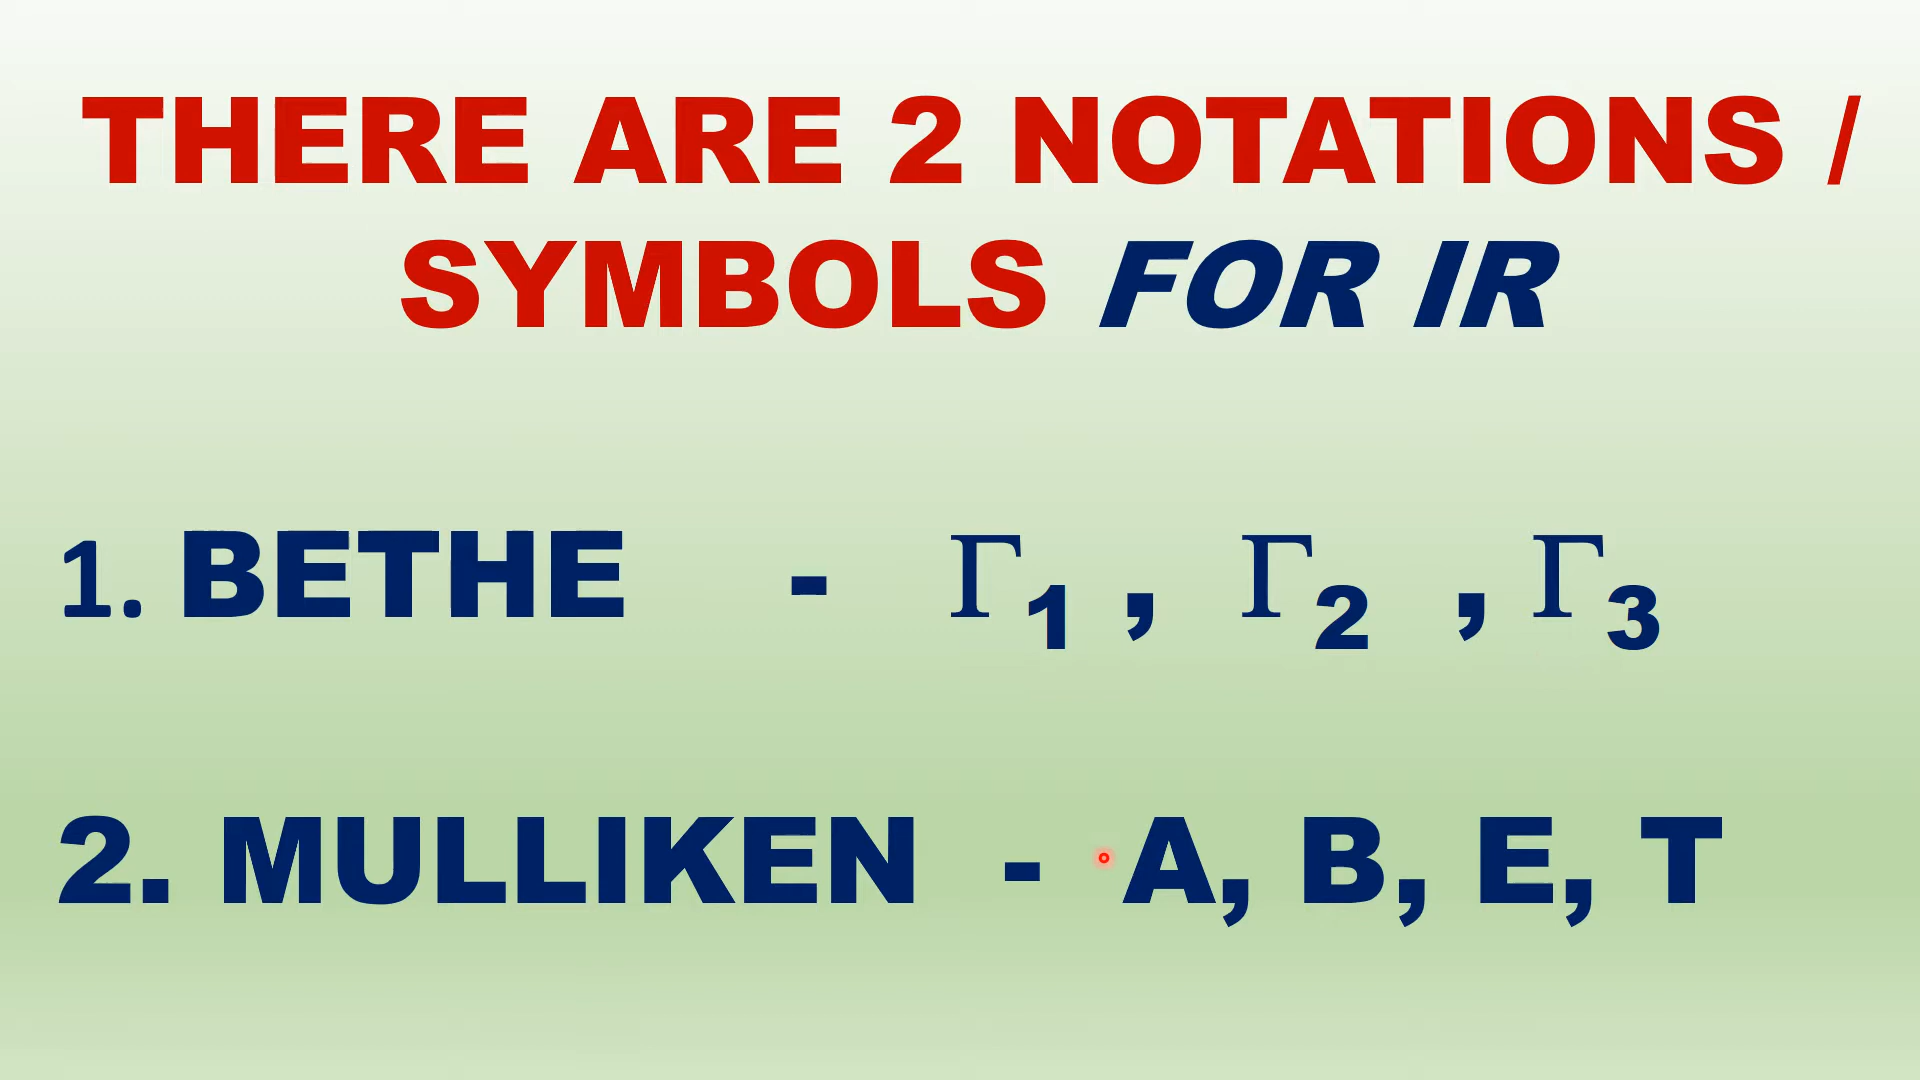 THERE ARE 2 NOTATIONS /
SYMBOLS FOR IR
1. BETHE - Γ1 , Γ2 , Γ3
2. MULLIKEN - A, B, E, T